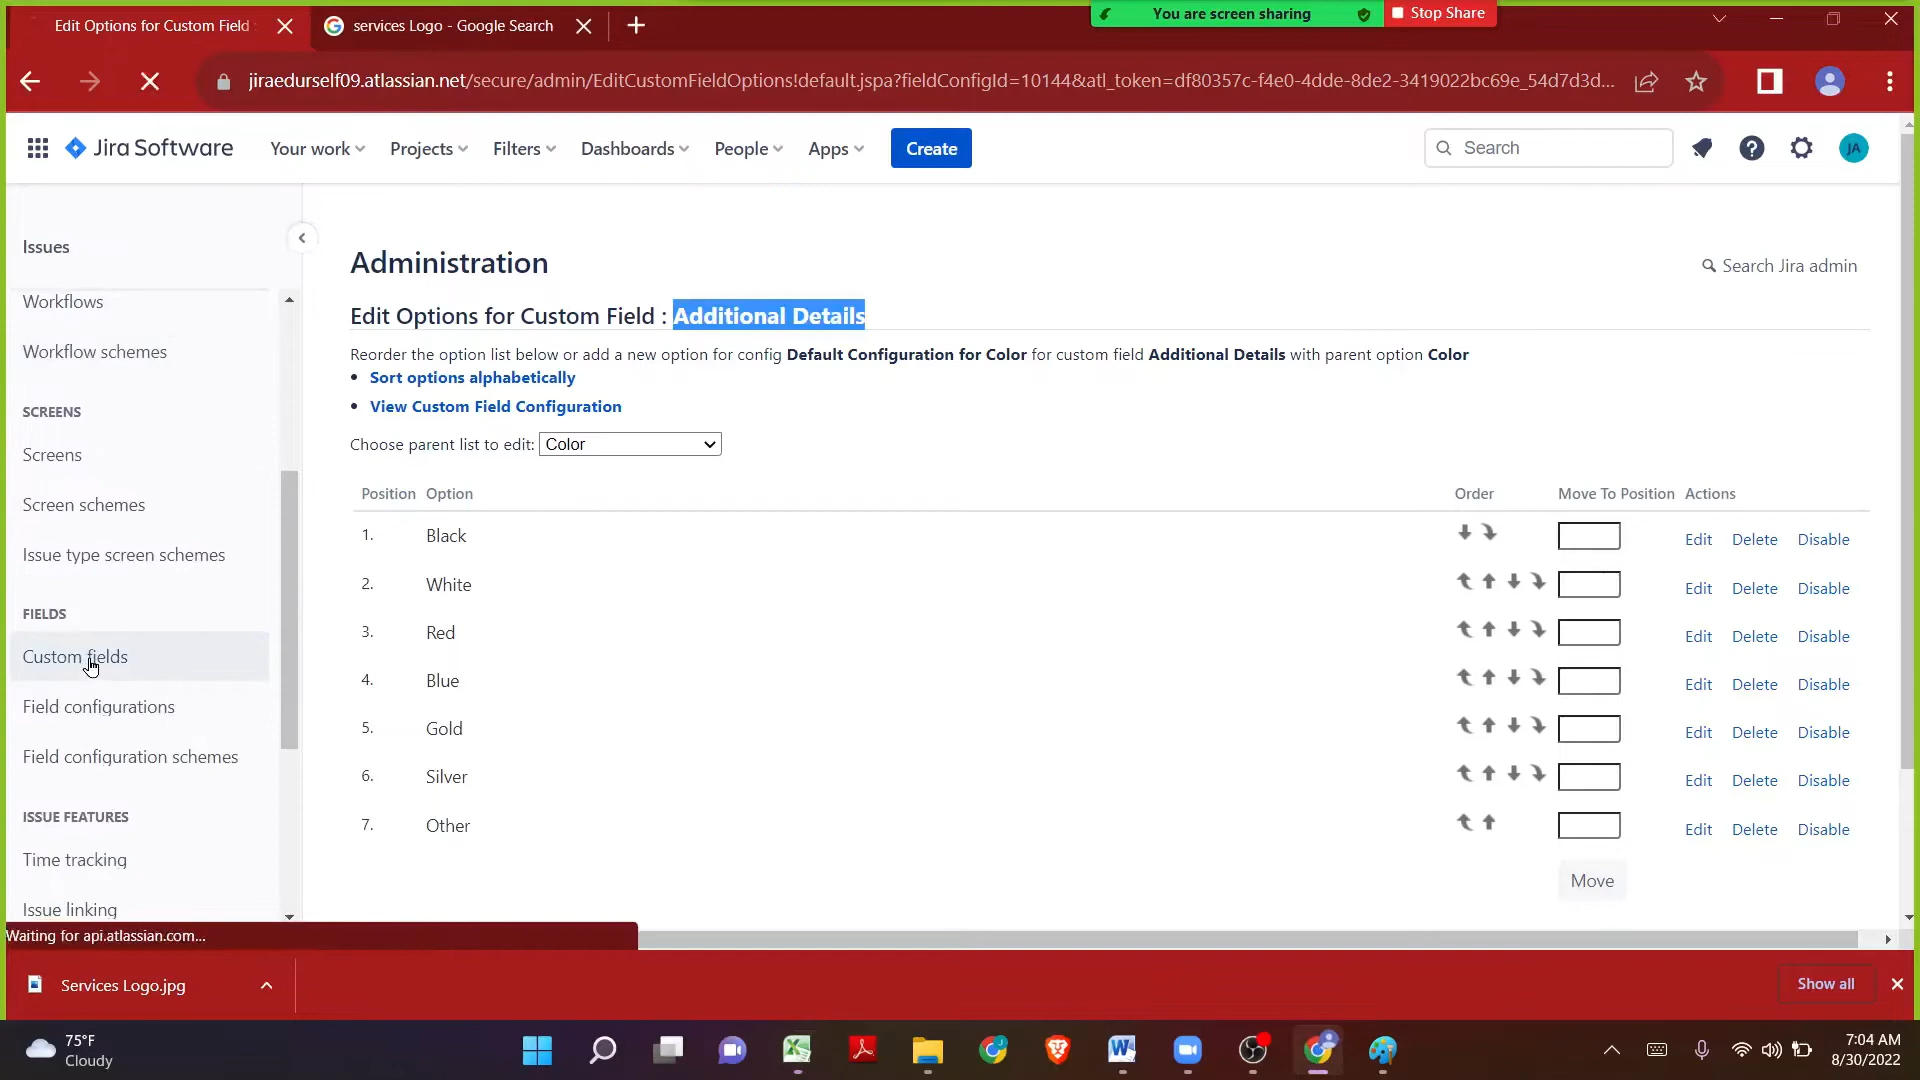 Edit Options for Custom Field
services Logo - Google Search
You are screen sharing
Stop Share
jiraedurself09.atlassian.net/secure/admin/EditCustomFieldOptions!default.jspa?fieldConfigId=10144&atl_token=df80357c-f4e0-4dde-8de2-3419022bc69e_54d7d3d...
Jira Software
Your work
Projects
Filters
Dashboards
People
Apps
Create
Search
JA
Issues
Workflows
Workflow schemes
SCREENS
Screens
Screen schemes
Issue type screen schemes
FIELDS
Custom fields
Field configurations
Field configuration schemes
ISSUE FEATURES
Time tracking
Issue linking
Administration
Search Jira admin
Edit Options for Custom Field : Additional Details
Reorder the option list below or add a new option for config Default Configuration for Color for custom field Additional Details with parent option Color
• Sort options alphabetically
• View Custom Field Configuration
Choose parent list to edit: Color
Position Option Order Move To Position Actions
1. Black Edit Delete Disable
2. White Edit Delete Disable
3. Red Edit Delete Disable
4. Blue Edit Delete Disable
5. Gold Edit Delete Disable
6. Silver Edit Delete Disable
7. Other Edit Delete Disable
Move
Waiting for api.atlassian.com...
Services Logo.jpg
Show all
75°F
Cloudy
7:04 AM
8/30/2022